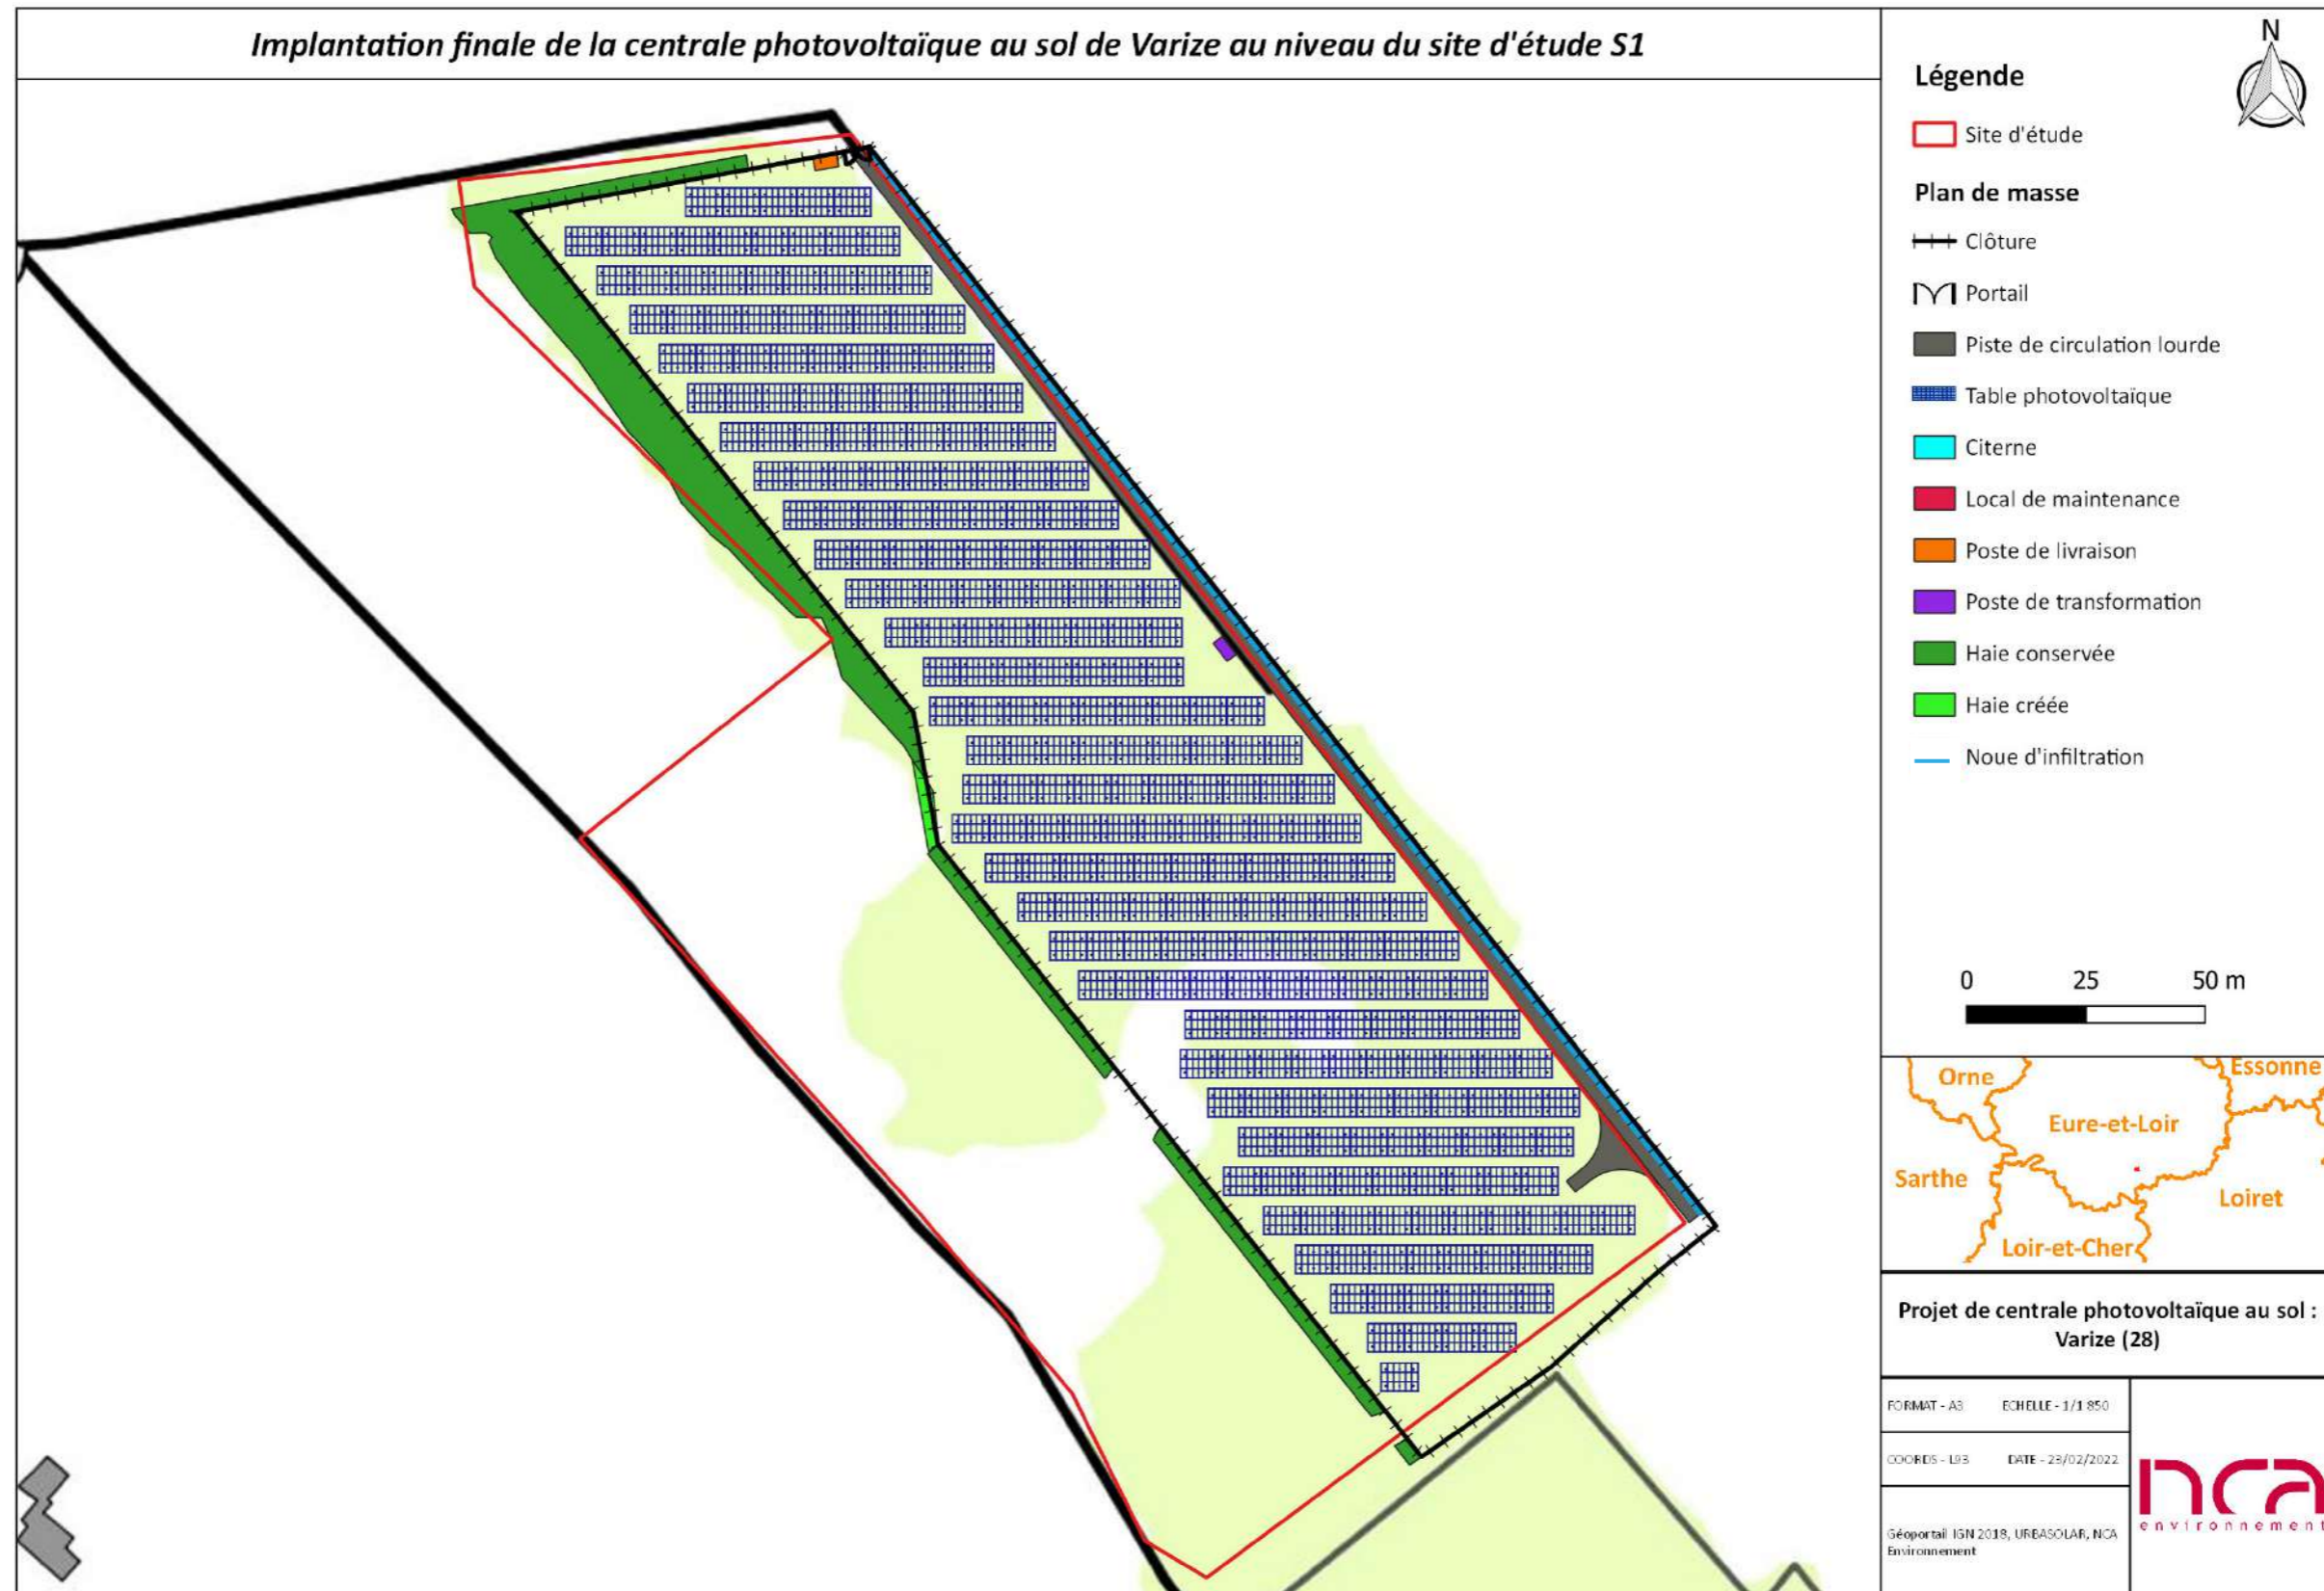 Implantation finale de la centrale photovoltaïque au sol de Varize au niveau du site d'étude S1
N
Légende
Site d'étude
Plan de masse
Clôture
Portail
Piste de circulation lourde
Table photovoltaïque
Citerne
Local de maintenance
Poste de livraison
Poste de transformation
Haie conservée
Haie créée
Noue d'infiltration
0 25 50 m
Orne
Essonne
Eure-et-Loir
Sarthe
Loiret
Loir-et-Cher
Projet de centrale photovoltaïque au sol :
Varize (28)
FORMAT - A3 ECHELLE - 1/1 850
COORDS - L93 DATE - 23/02/2022
Géoportail IGN 2018, URBASOLAR, NCA
Environnement
nca
environnement